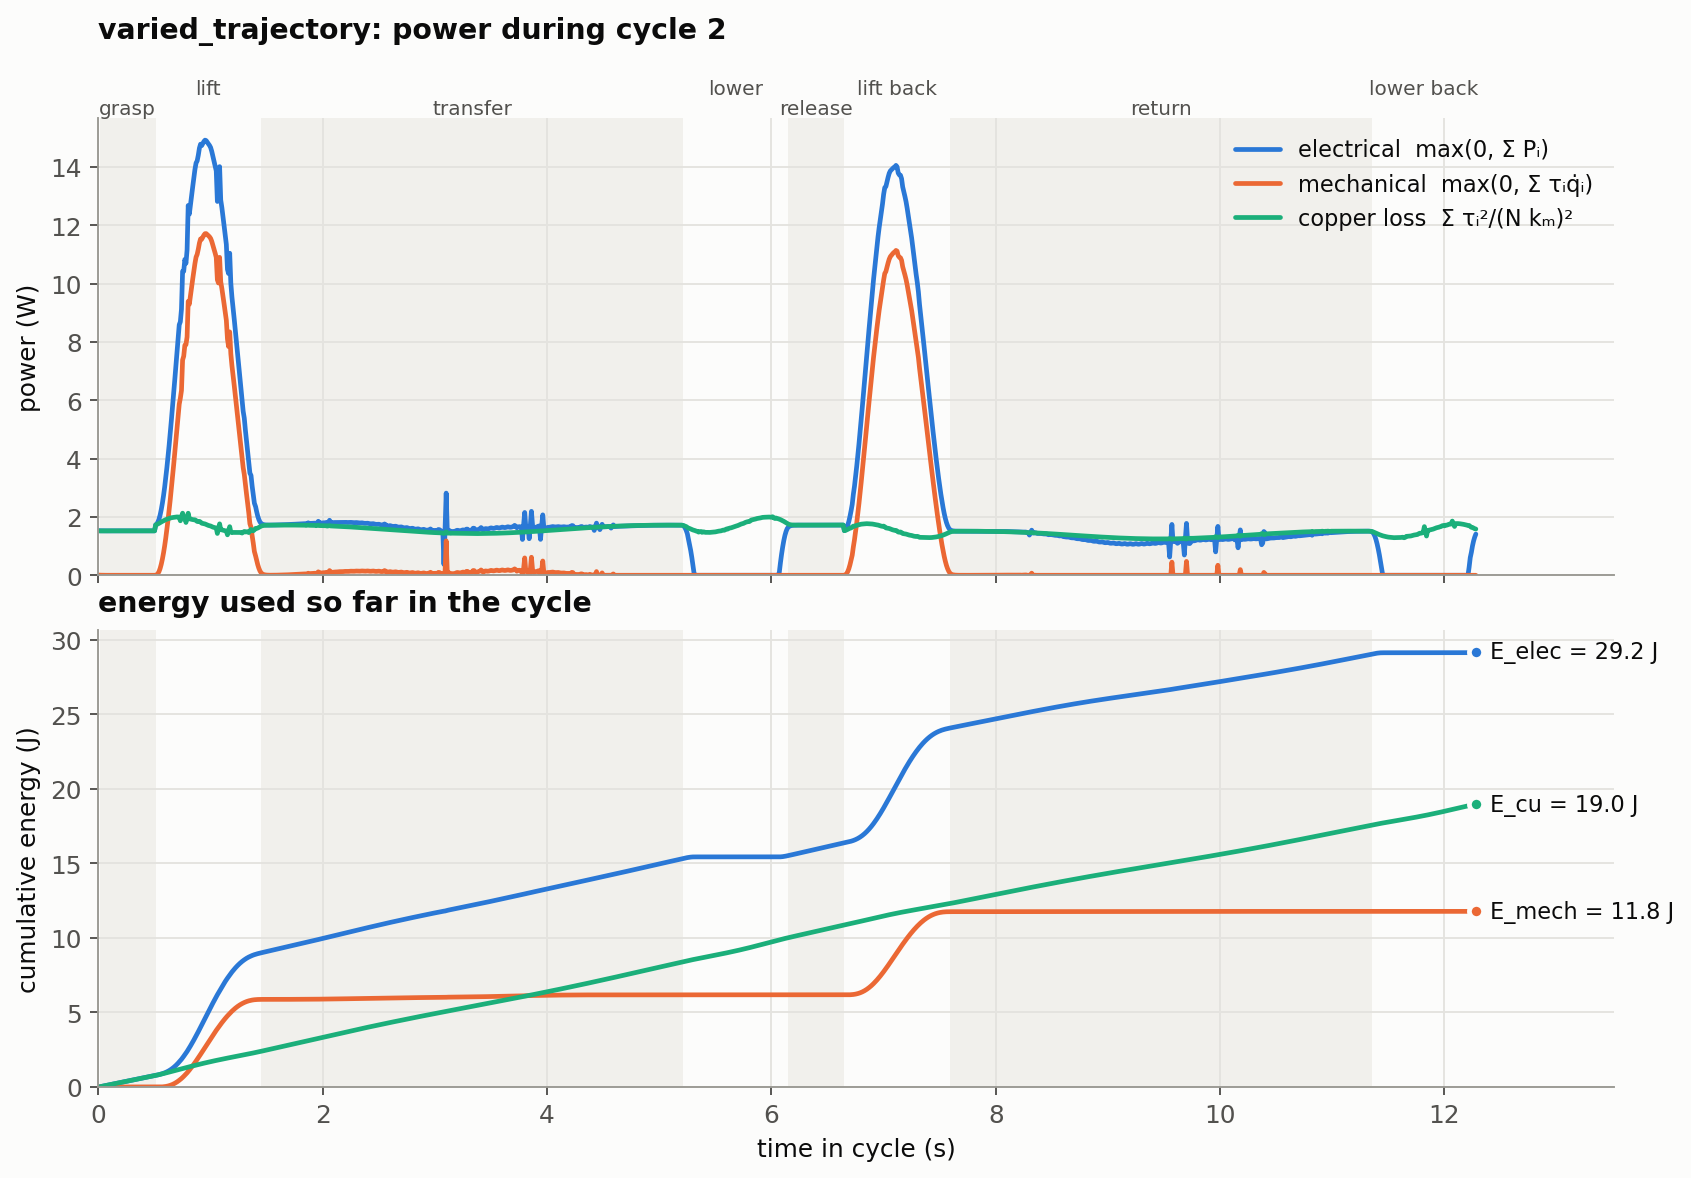 varied_trajectory: power during cycle 2
lift
lower
lift back
lower back
grasp
transfer
release
return
electrical  max(0, Σ Pᵢ)
mechanical  max(0, Σ τᵢq̇ᵢ)
copper loss  Σ τᵢ²/(N kₘ)²
power (W)
14
12
10
8
6
4
2
0
energy used so far in the cycle
cumulative energy (J)
30
25
20
15
10
5
0
E_elec = 29.2 J
E_cu = 19.0 J
E_mech = 11.8 J
0 2 4 6 8 10 12
time in cycle (s)